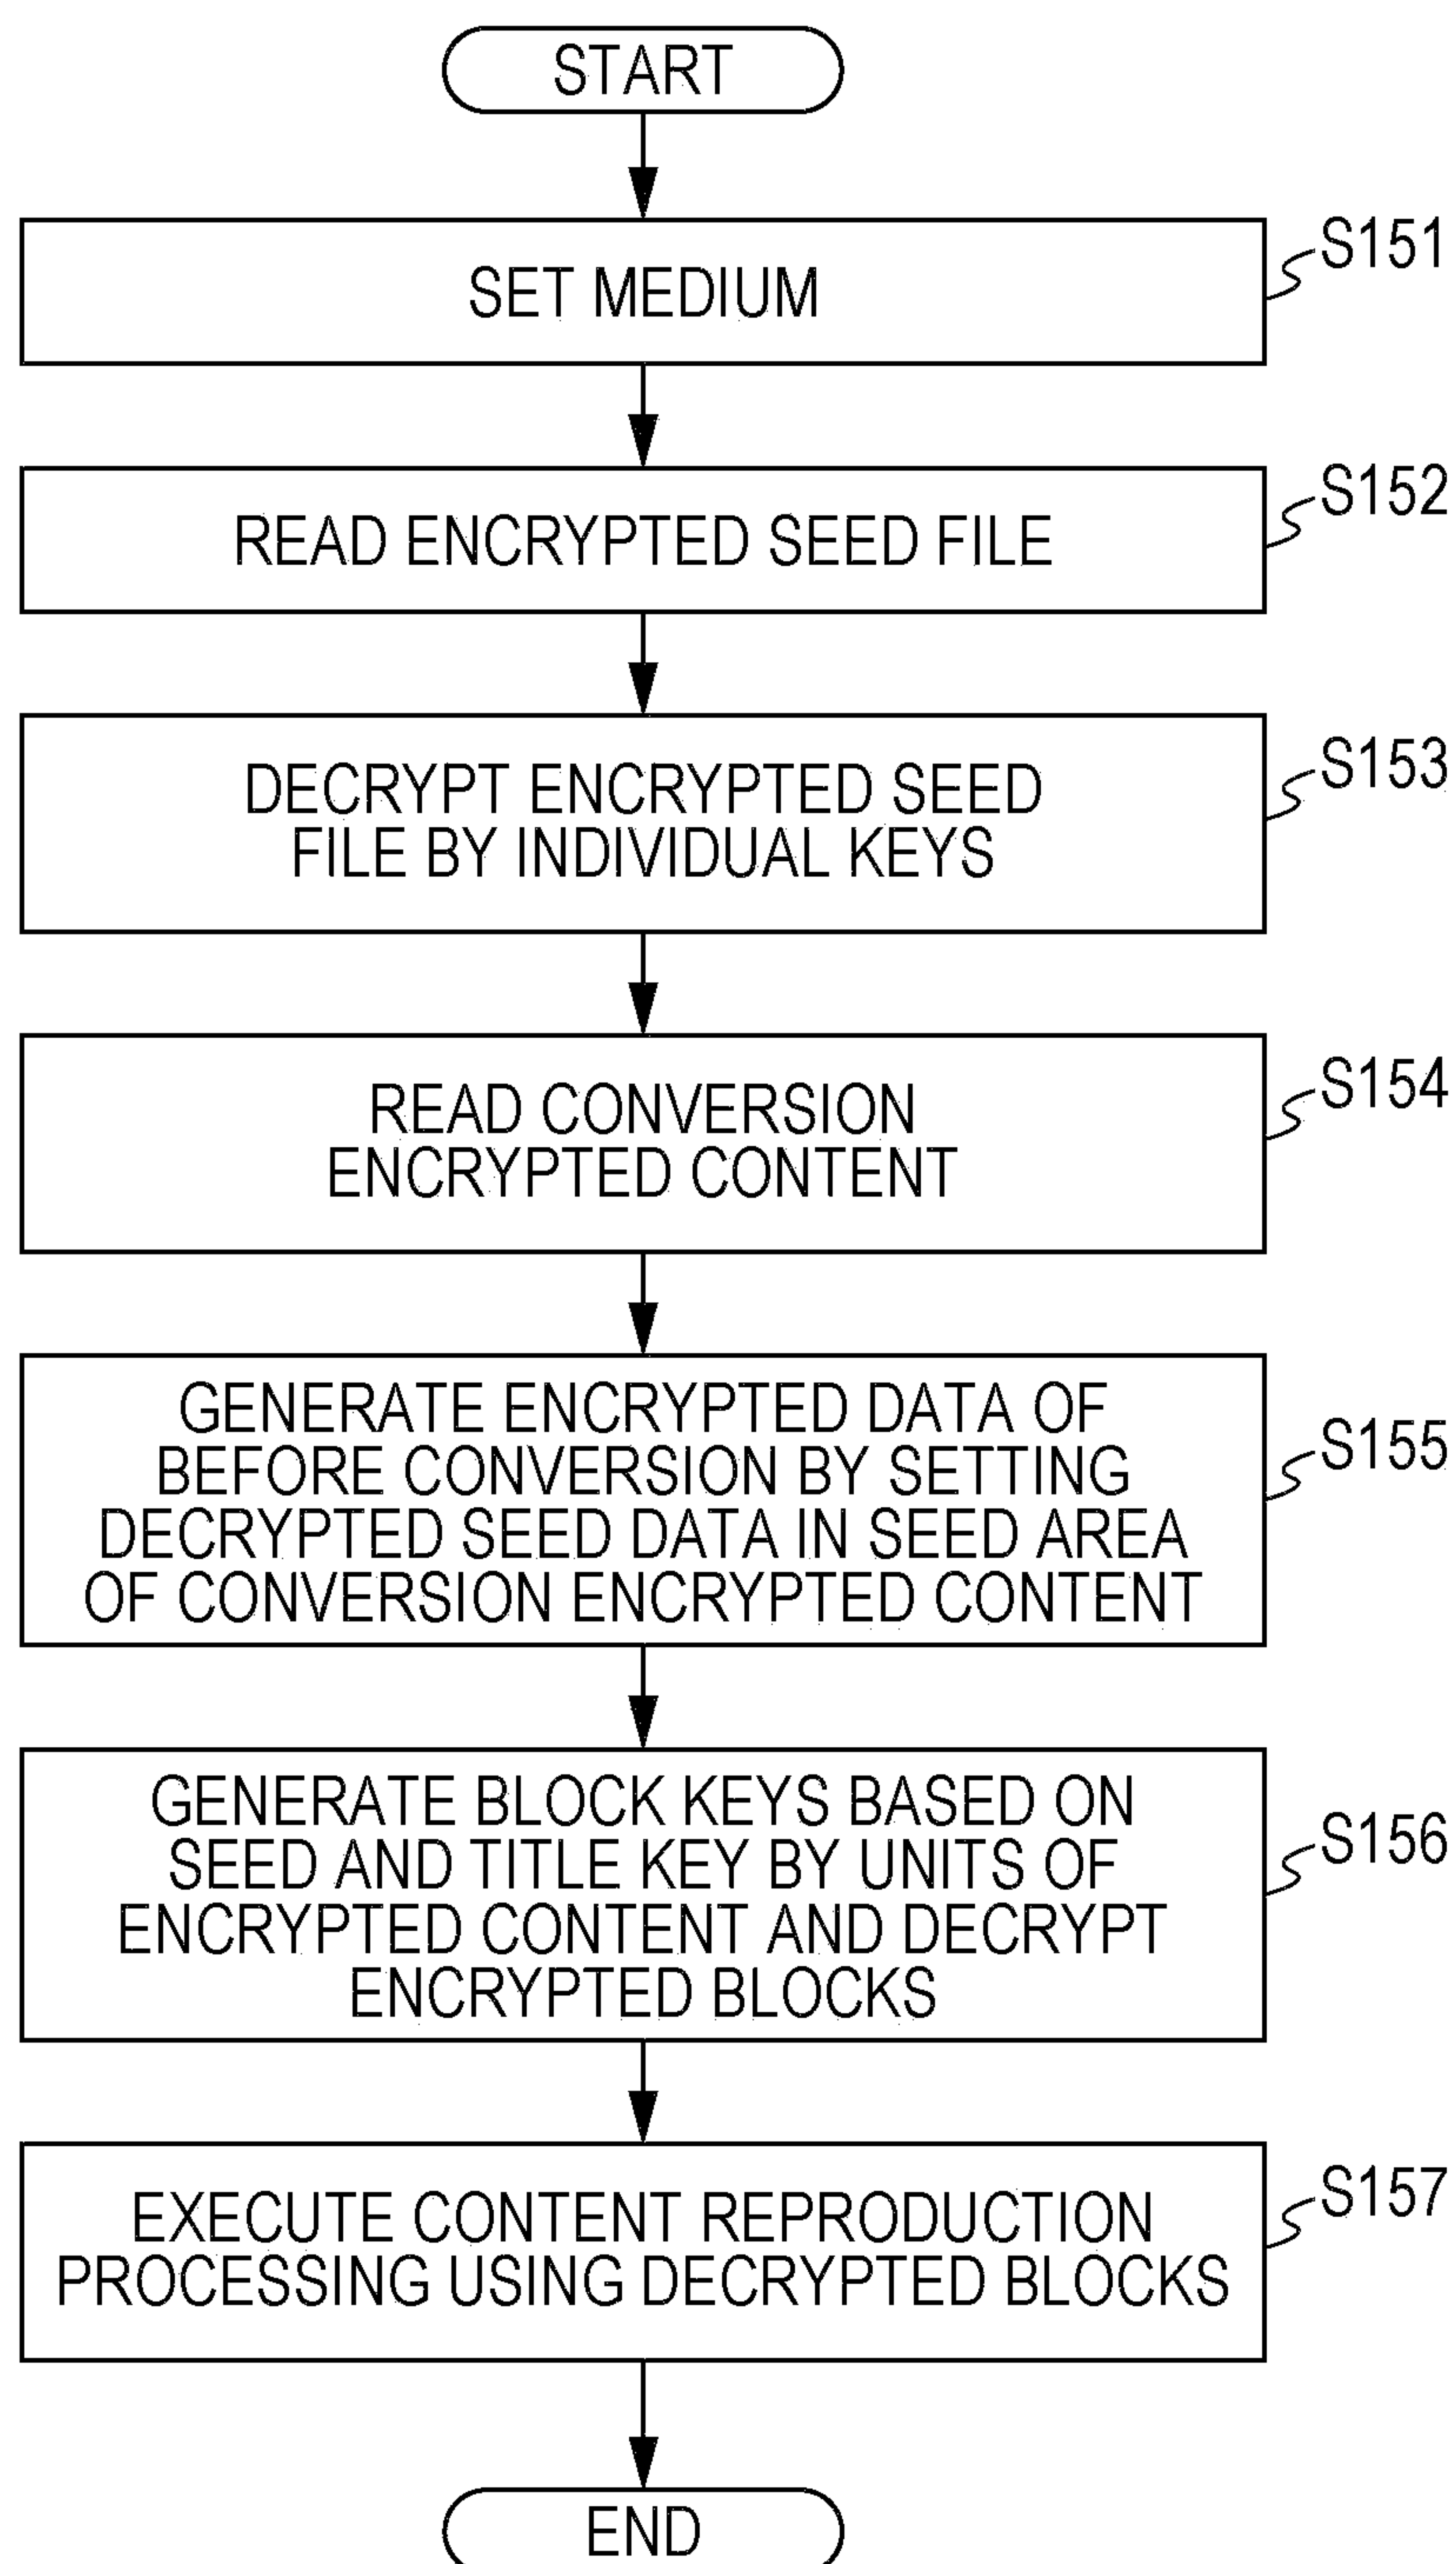 START
S151
SET MEDIUM
S152
READ ENCRYPTED SEED FILE
S153
DECRYPT ENCRYPTED SEED
FILE BY INDIVIDUAL KEYS
S154
READ CONVERSION
ENCRYPTED CONTENT
S155
GENERATE ENCRYPTED DATA OF
BEFORE CONVERSION BY SETTING
DECRYPTED SEED DATA IN SEED AREA
OF CONVERSION ENCRYPTED CONTENT
S156
GENERATE BLOCK KEYS BASED ON
SEED AND TITLE KEY BY UNITS OF
ENCRYPTED CONTENT AND DECRYPT
ENCRYPTED BLOCKS
S157
EXECUTE CONTENT REPRODUCTION
PROCESSING USING DECRYPTED BLOCKS
END